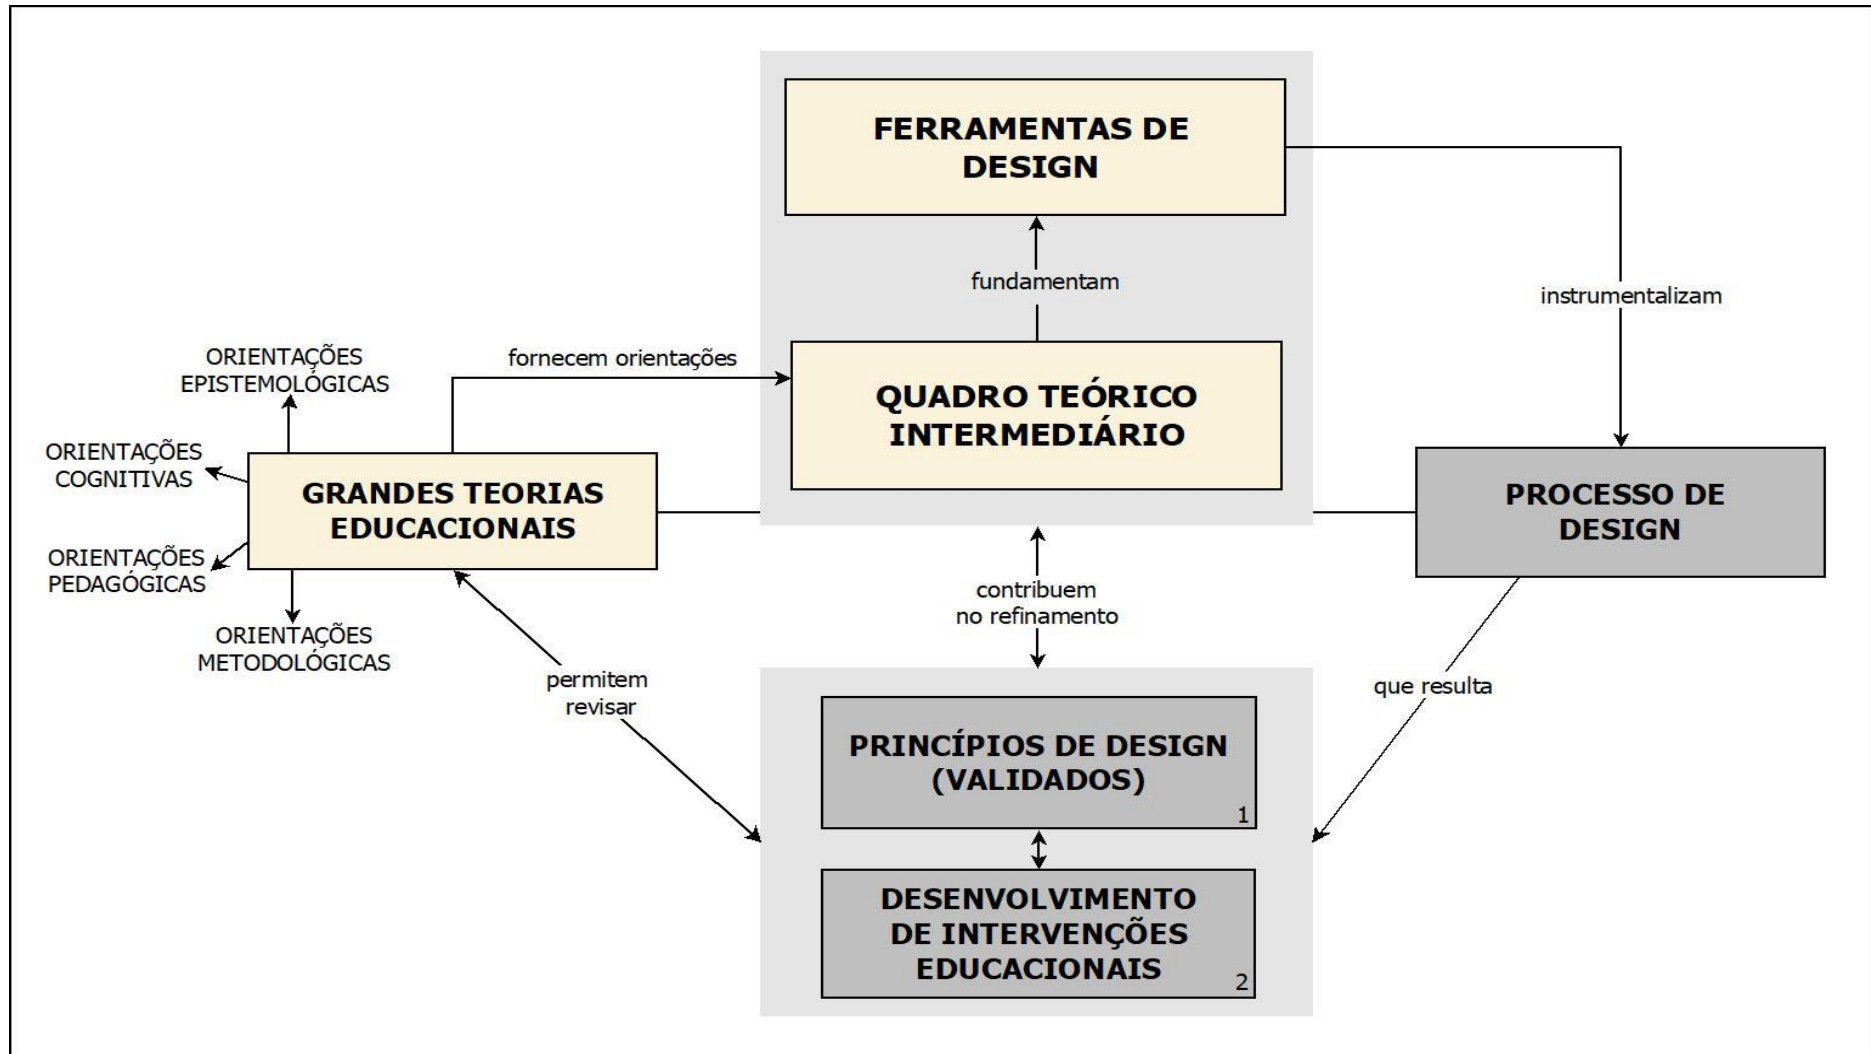 FERRAMENTAS DE
DESIGN
fundamentam
instrumentalizam
fornecem orientações
QUADRO TEÓRICO
INTERMEDIÁRIO
ORIENTAÇÕES
EPISTEMOLÓGICAS
ORIENTAÇÕES
COGNITIVAS
ORIENTAÇÕES
PEDAGÓGICAS
ORIENTAÇÕES
METODOLÓGICAS
GRANDES TEORIAS
EDUCACIONAIS
PROCESSO DE
DESIGN
contribuem
no refinamento
permitem
revisar
que resulta
PRINCÍPIOS DE DESIGN
(VALIDADOS)
1
DESENVOLVIMENTO
DE INTERVENÇÕES
EDUCACIONAIS
2